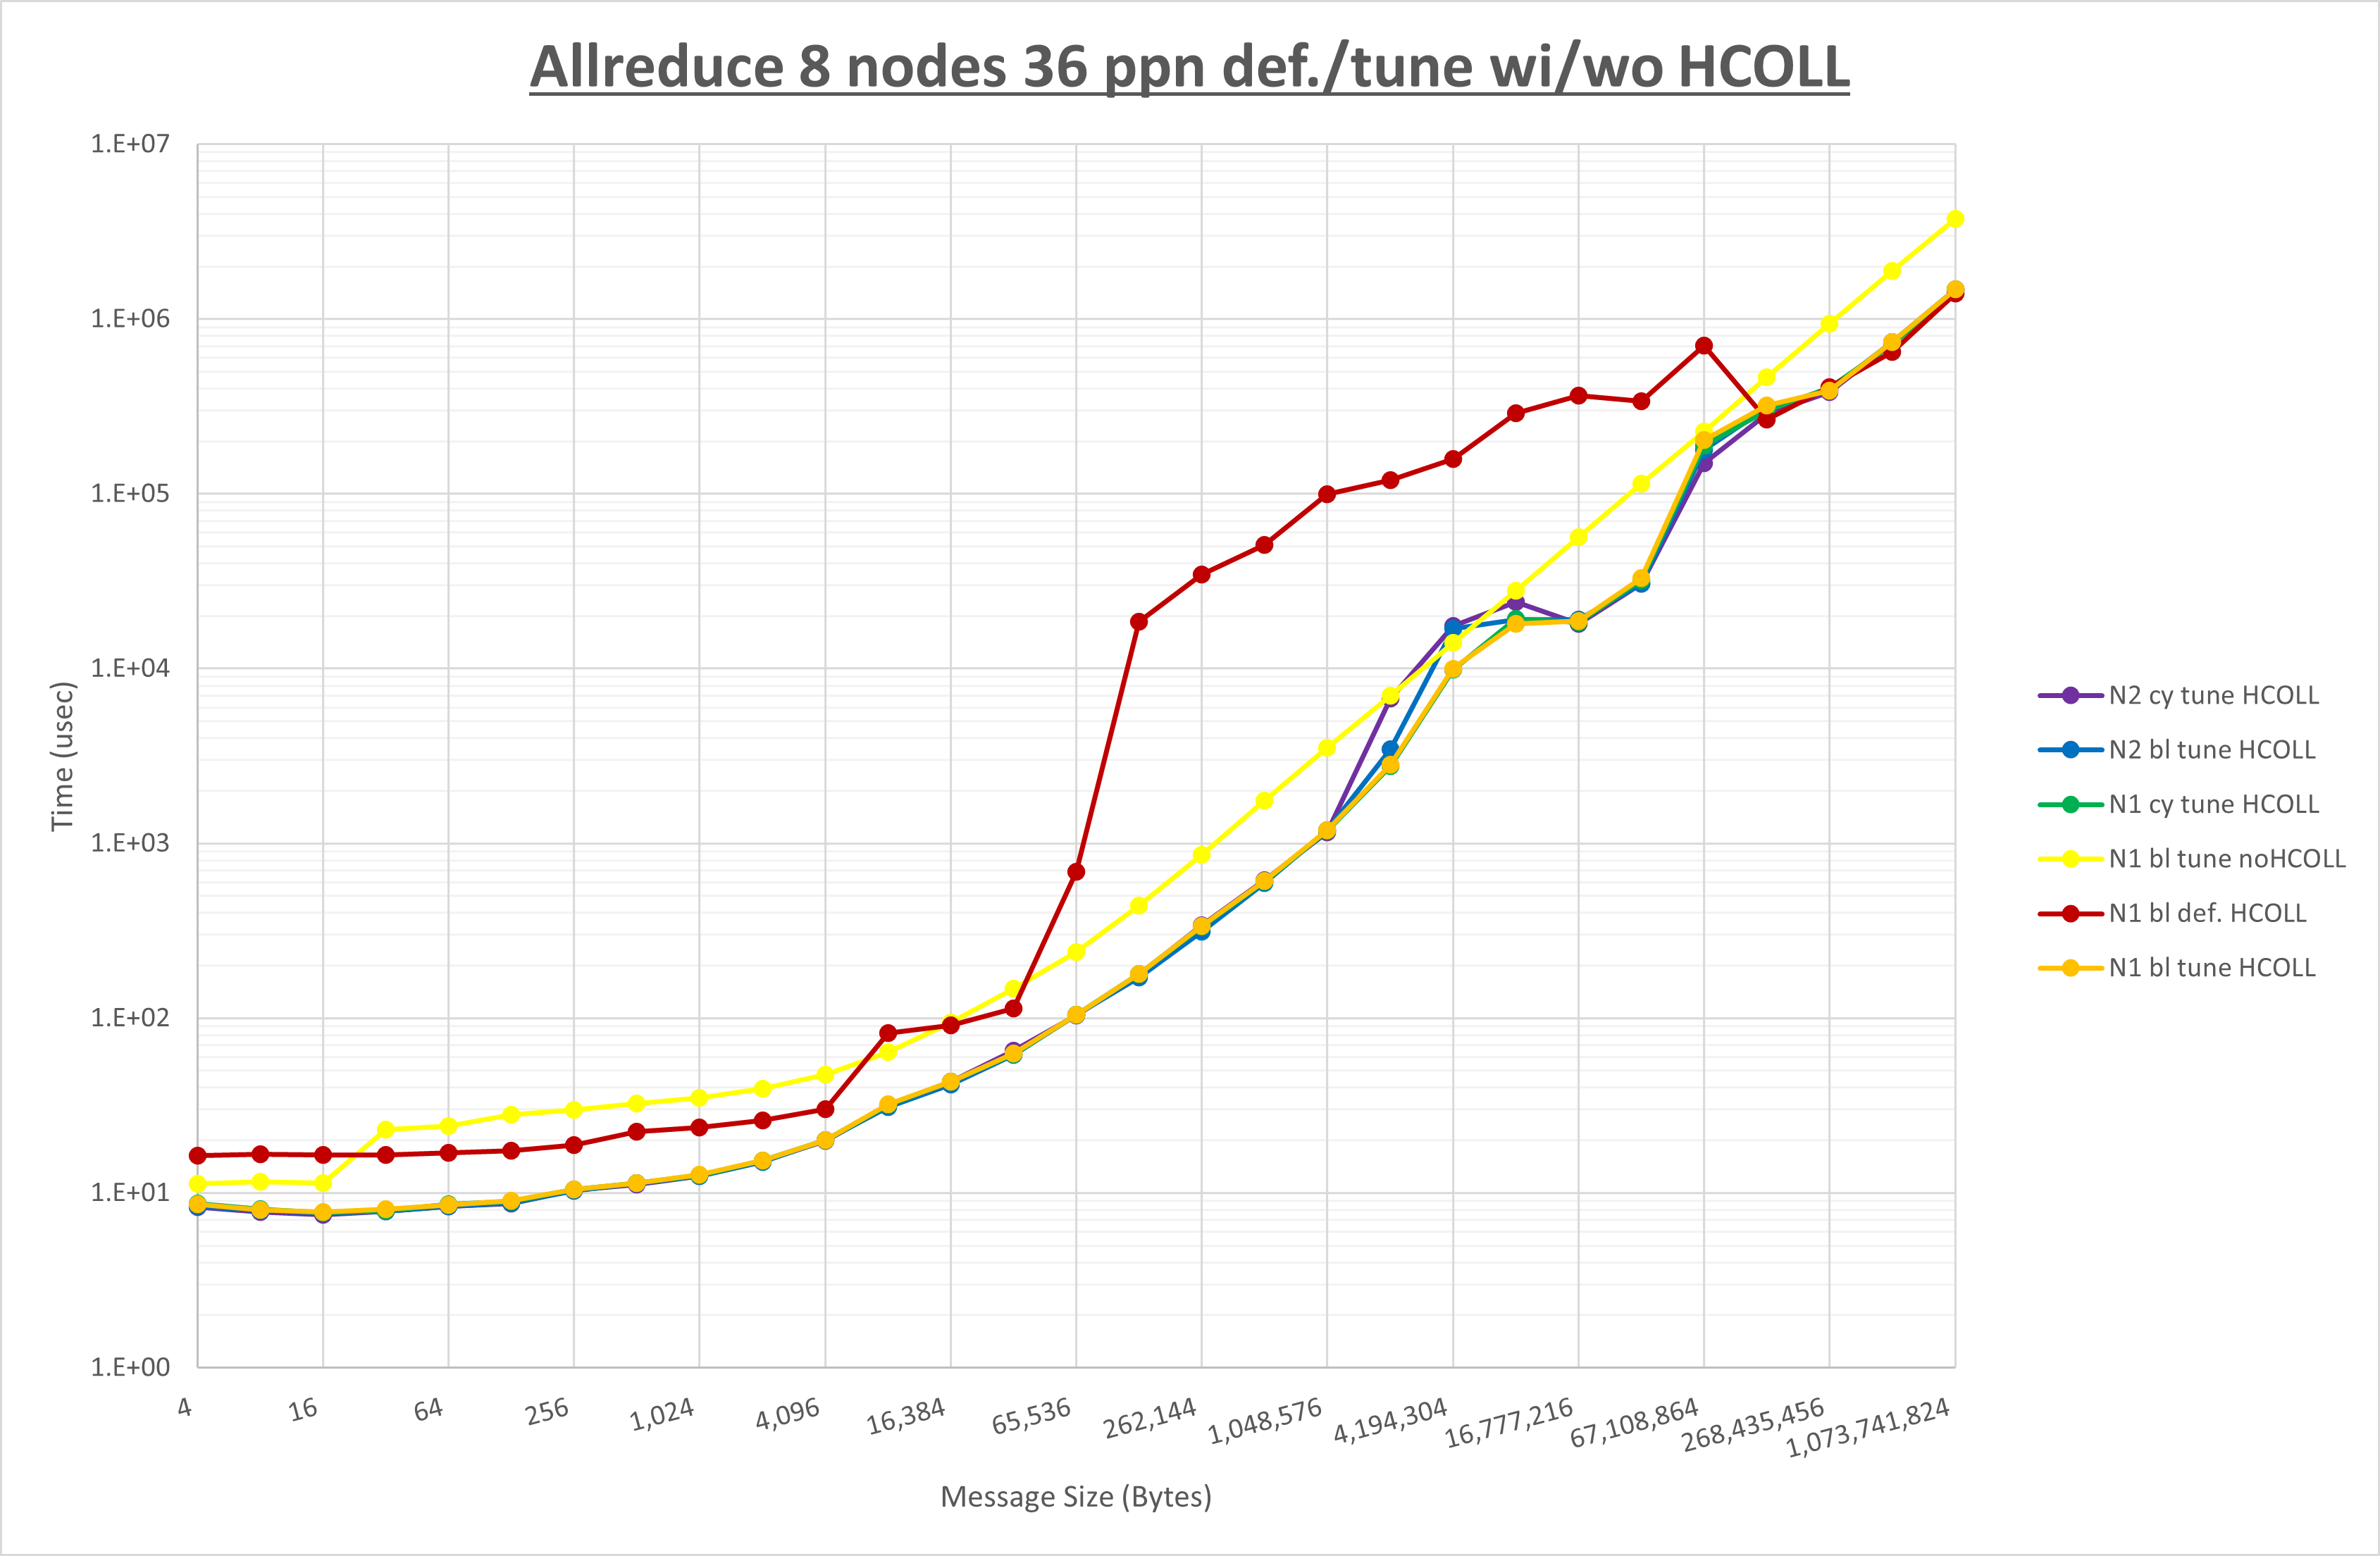 Allreduce 8 nodes 36 ppn def./tune wi/wo HCOLL
1.E+07
1.E+06
1.E+05
1.E+04
1.E+03
1.E+02
1.E+01
1.E+00
Time (usec)
4
16
64
256
1,024
4,096
16,384
65,536
262,144
1,048,576
4,194,304
16,777,216
67,108,864
268,435,456
1,073,741,824
Message Size (Bytes)
N2 cy tune HCOLL
N2 bl tune HCOLL
N1 cy tune HCOLL
N1 bl tune noHCOLL
N1 bl def. HCOLL
N1 bl tune HCOLL